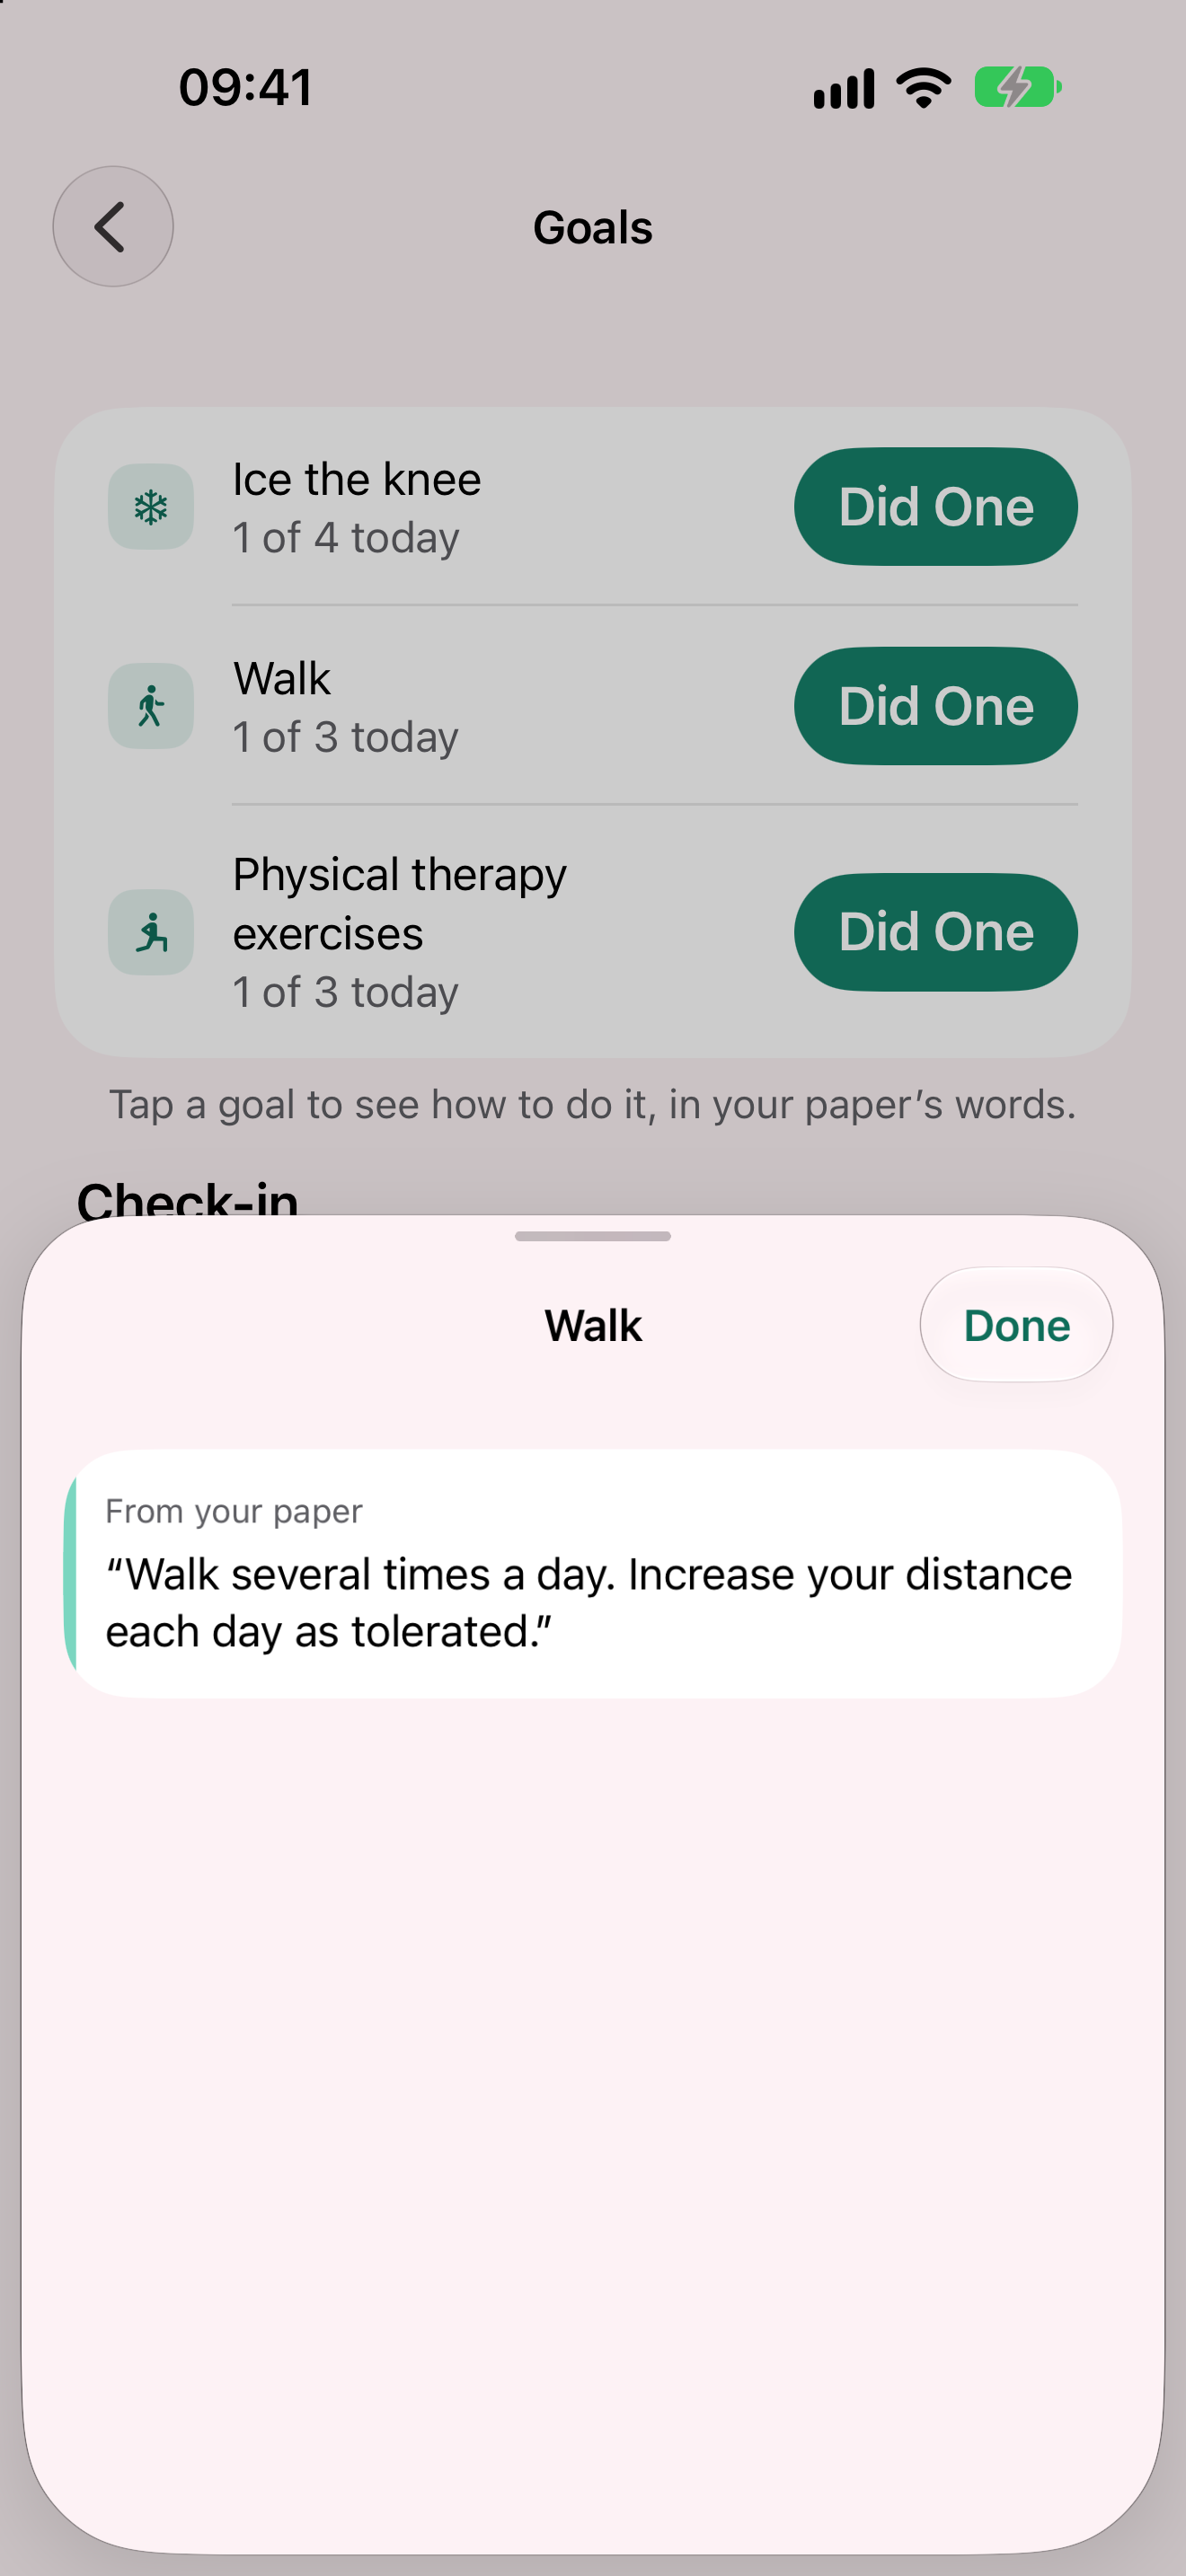 09:41
Goals
Ice the knee
1 of 4 today
Did One
Walk
1 of 3 today
Did One
Physical therapy
exercises
1 of 3 today
Did One
Tap a goal to see how to do it, in your paper’s words.
Check-in
Walk
Done
From your paper
“Walk several times a day. Increase your distance
each day as tolerated.”